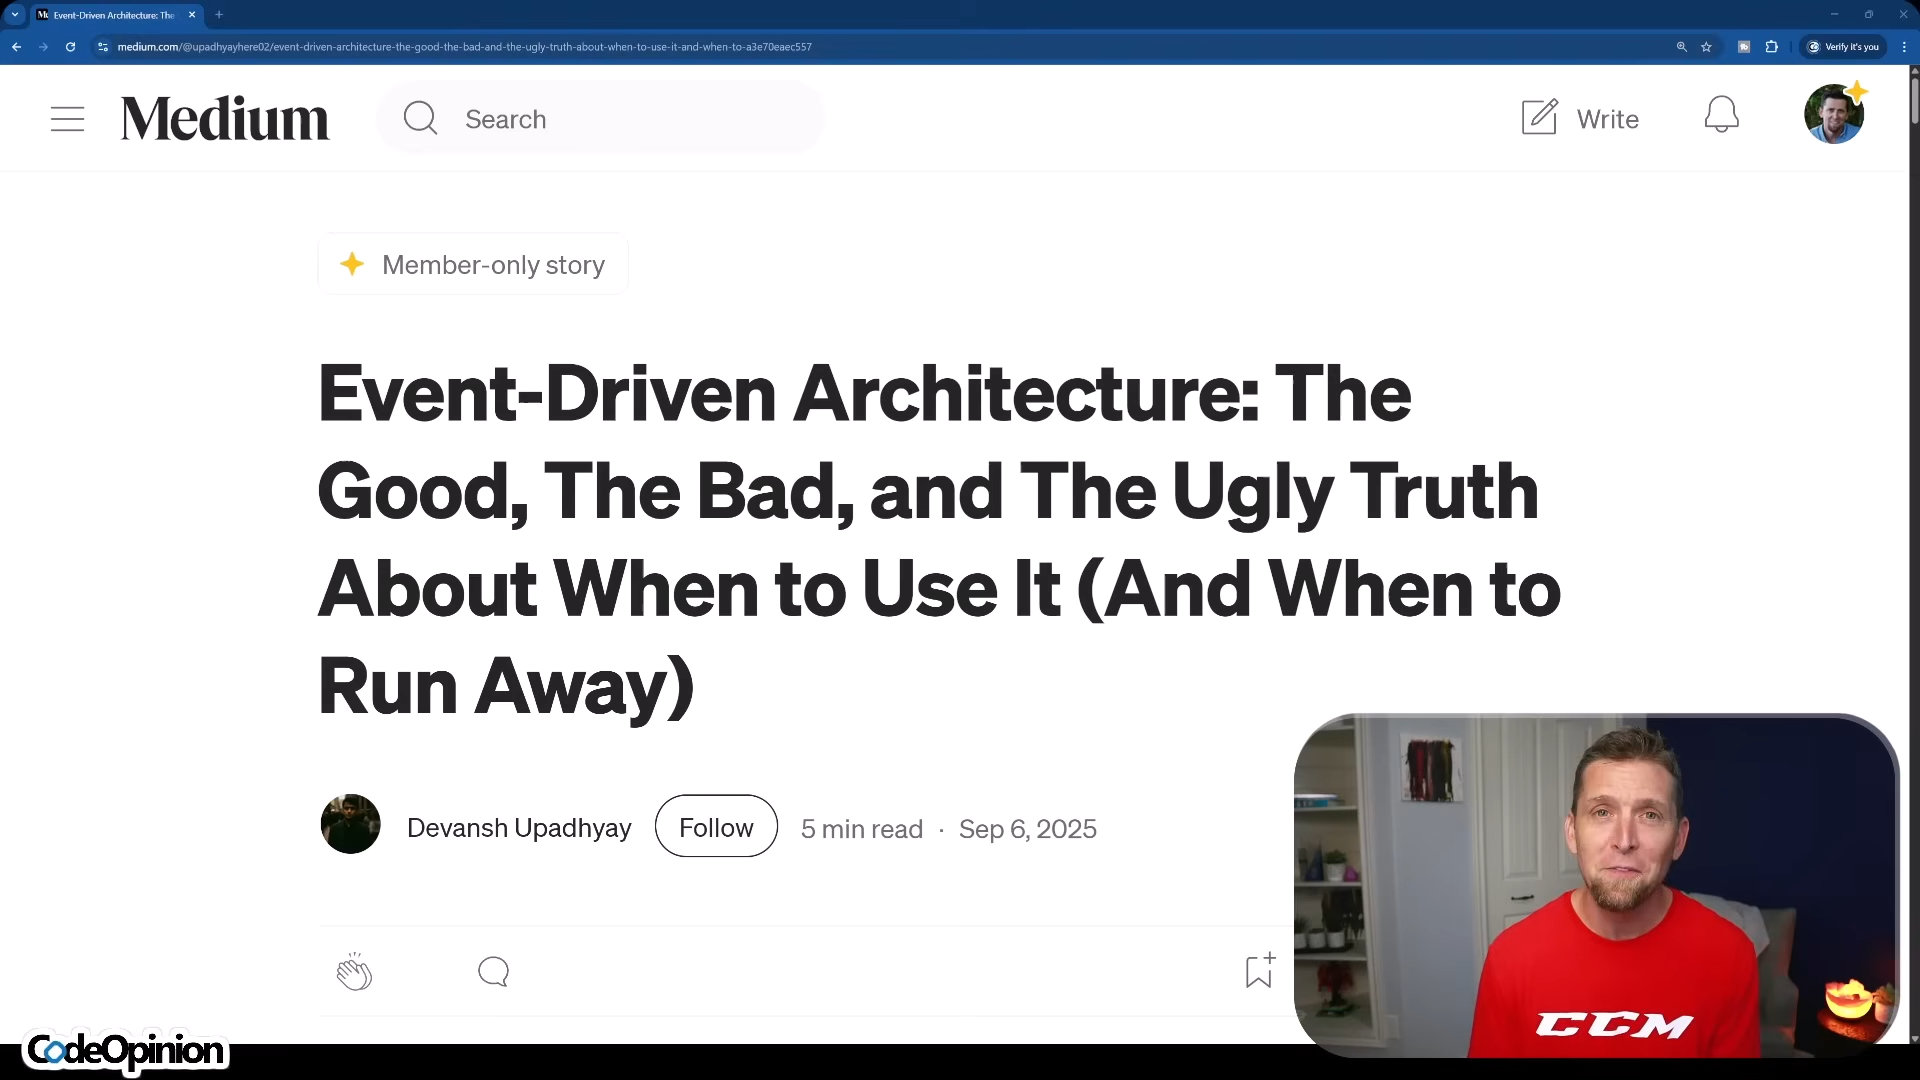 Event-Driven Architecture: The
medium.com/@upadhyayhere02/event-driven-architecture-the-good-the-bad-and-the-ugly-truth-about-when-to-use-it-and-when-to-a3e70eaec557
Verify it's you
Medium
Search
Write
Member-only story
Event-Driven Architecture: The
Good, The Bad, and The Ugly Truth
About When to Use It (And When to
Run Away)
Devansh Upadhyay
Follow
5 min read · Sep 6, 2025
CCM
CodeOpinion